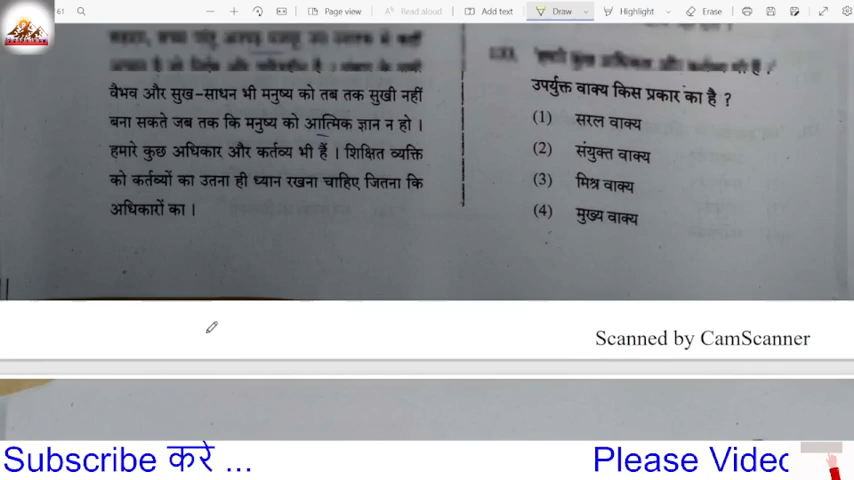 61
Page view
Read aloud
Add text
Draw
Highlight
Erase
वैभव और सुख-साधन भी मनुष्य को तब तक सुखी नहीं
बना सकते जब तक कि मनुष्य को आत्मिक ज्ञान न हो ।
हमारे कुछ अधिकार और कर्तव्य भी हैं । शिक्षित व्यक्ति
को कर्तव्यों का उतना ही ध्यान रखना चाहिए जितना कि
अधिकारों का ।
उपर्युक्त वाक्य किस प्रकार का है ?
(1) सरल वाक्य
(2) संयुक्त वाक्य
(3) मिश्र वाक्य
(4) मुख्य वाक्य
Scanned by CamScanner
Subscribe करे ...
Please Video